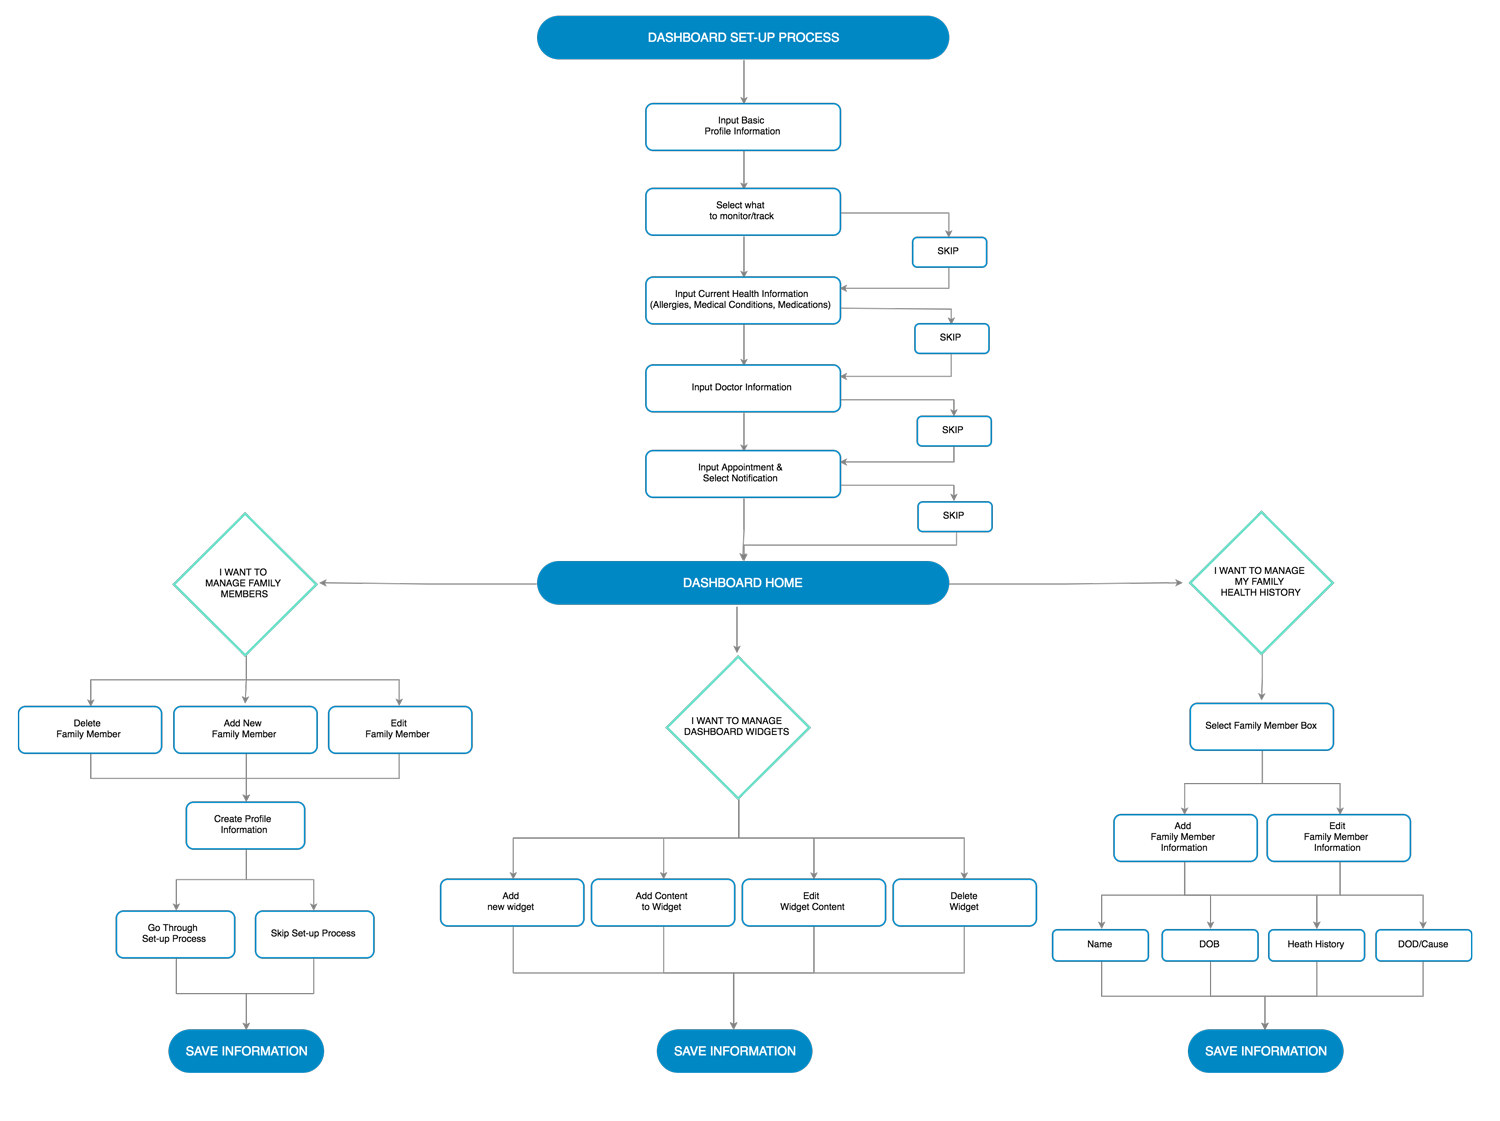 DASHBOARD SET-UP PROCESS
Input Basic
Profile Information
Select what
to monitor/track
SKIP
Input Current Health Information
(Allergies, Medical Conditions, Medications)
SKIP
Input Doctor Information
SKIP
Input Appointment &
Select Notification
SKIP
DASHBOARD HOME
I WANT TO
MANAGE FAMILY
MEMBERS
I WANT TO MANAGE
MY FAMILY
HEALTH HISTORY
I WANT TO MANAGE
DASHBOARD WIDGETS
Delete
Family Member
Add New
Family Member
Edit
Family Member
Create Profile
Information
Go Through
Set-up Process
Skip Set-up Process
SAVE INFORMATION
Add
new widget
Add Content
to Widget
Edit
Widget Content
Delete
Widget
SAVE INFORMATION
Select Family Member Box
Add
Family Member
Information
Edit
Family Member
Information
Name
DOB
Heath History
DOD/Cause
SAVE INFORMATION